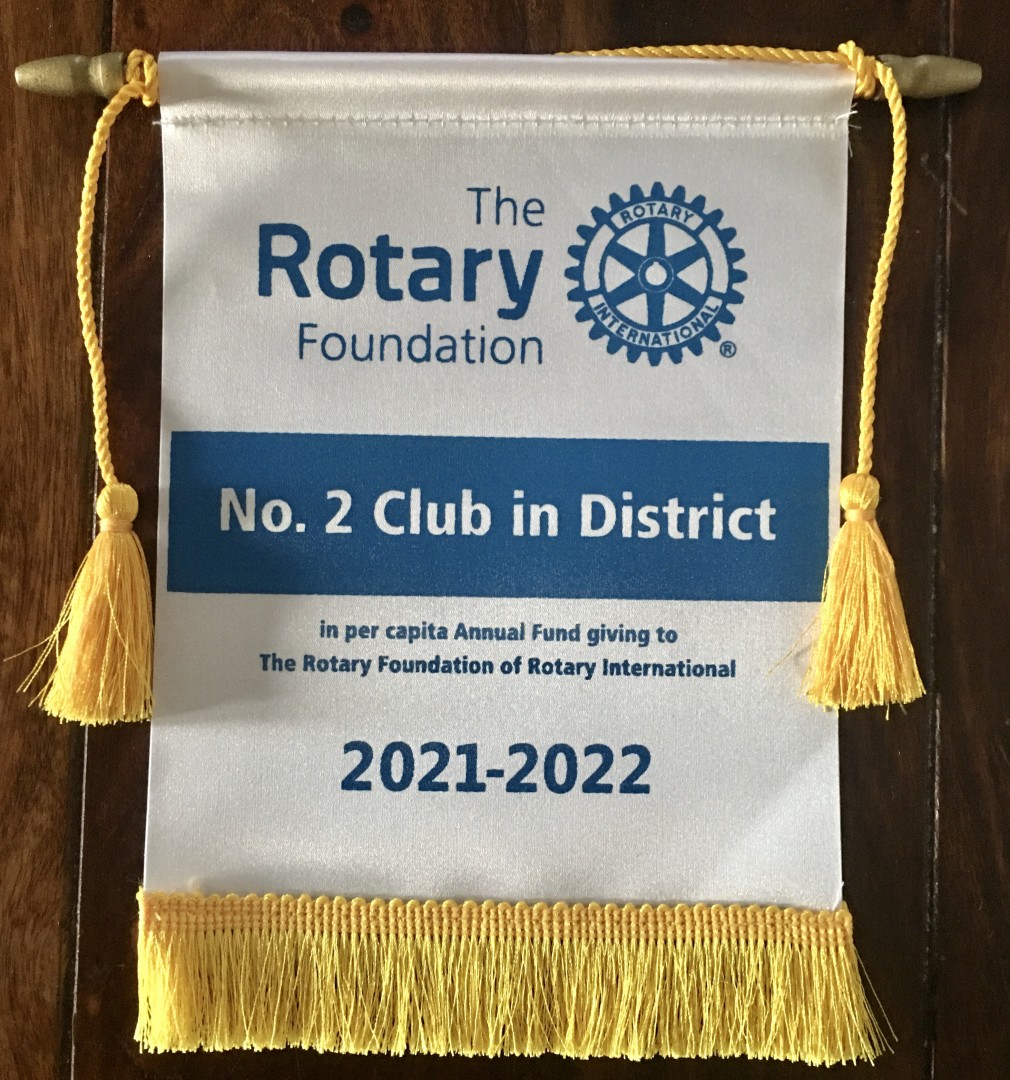 The
Rotary
Foundation
ROTARY
INTERNATIONAL
®
No. 2 Club in District
in per capita Annual Fund giving to
The Rotary Foundation of Rotary International
2021-2022